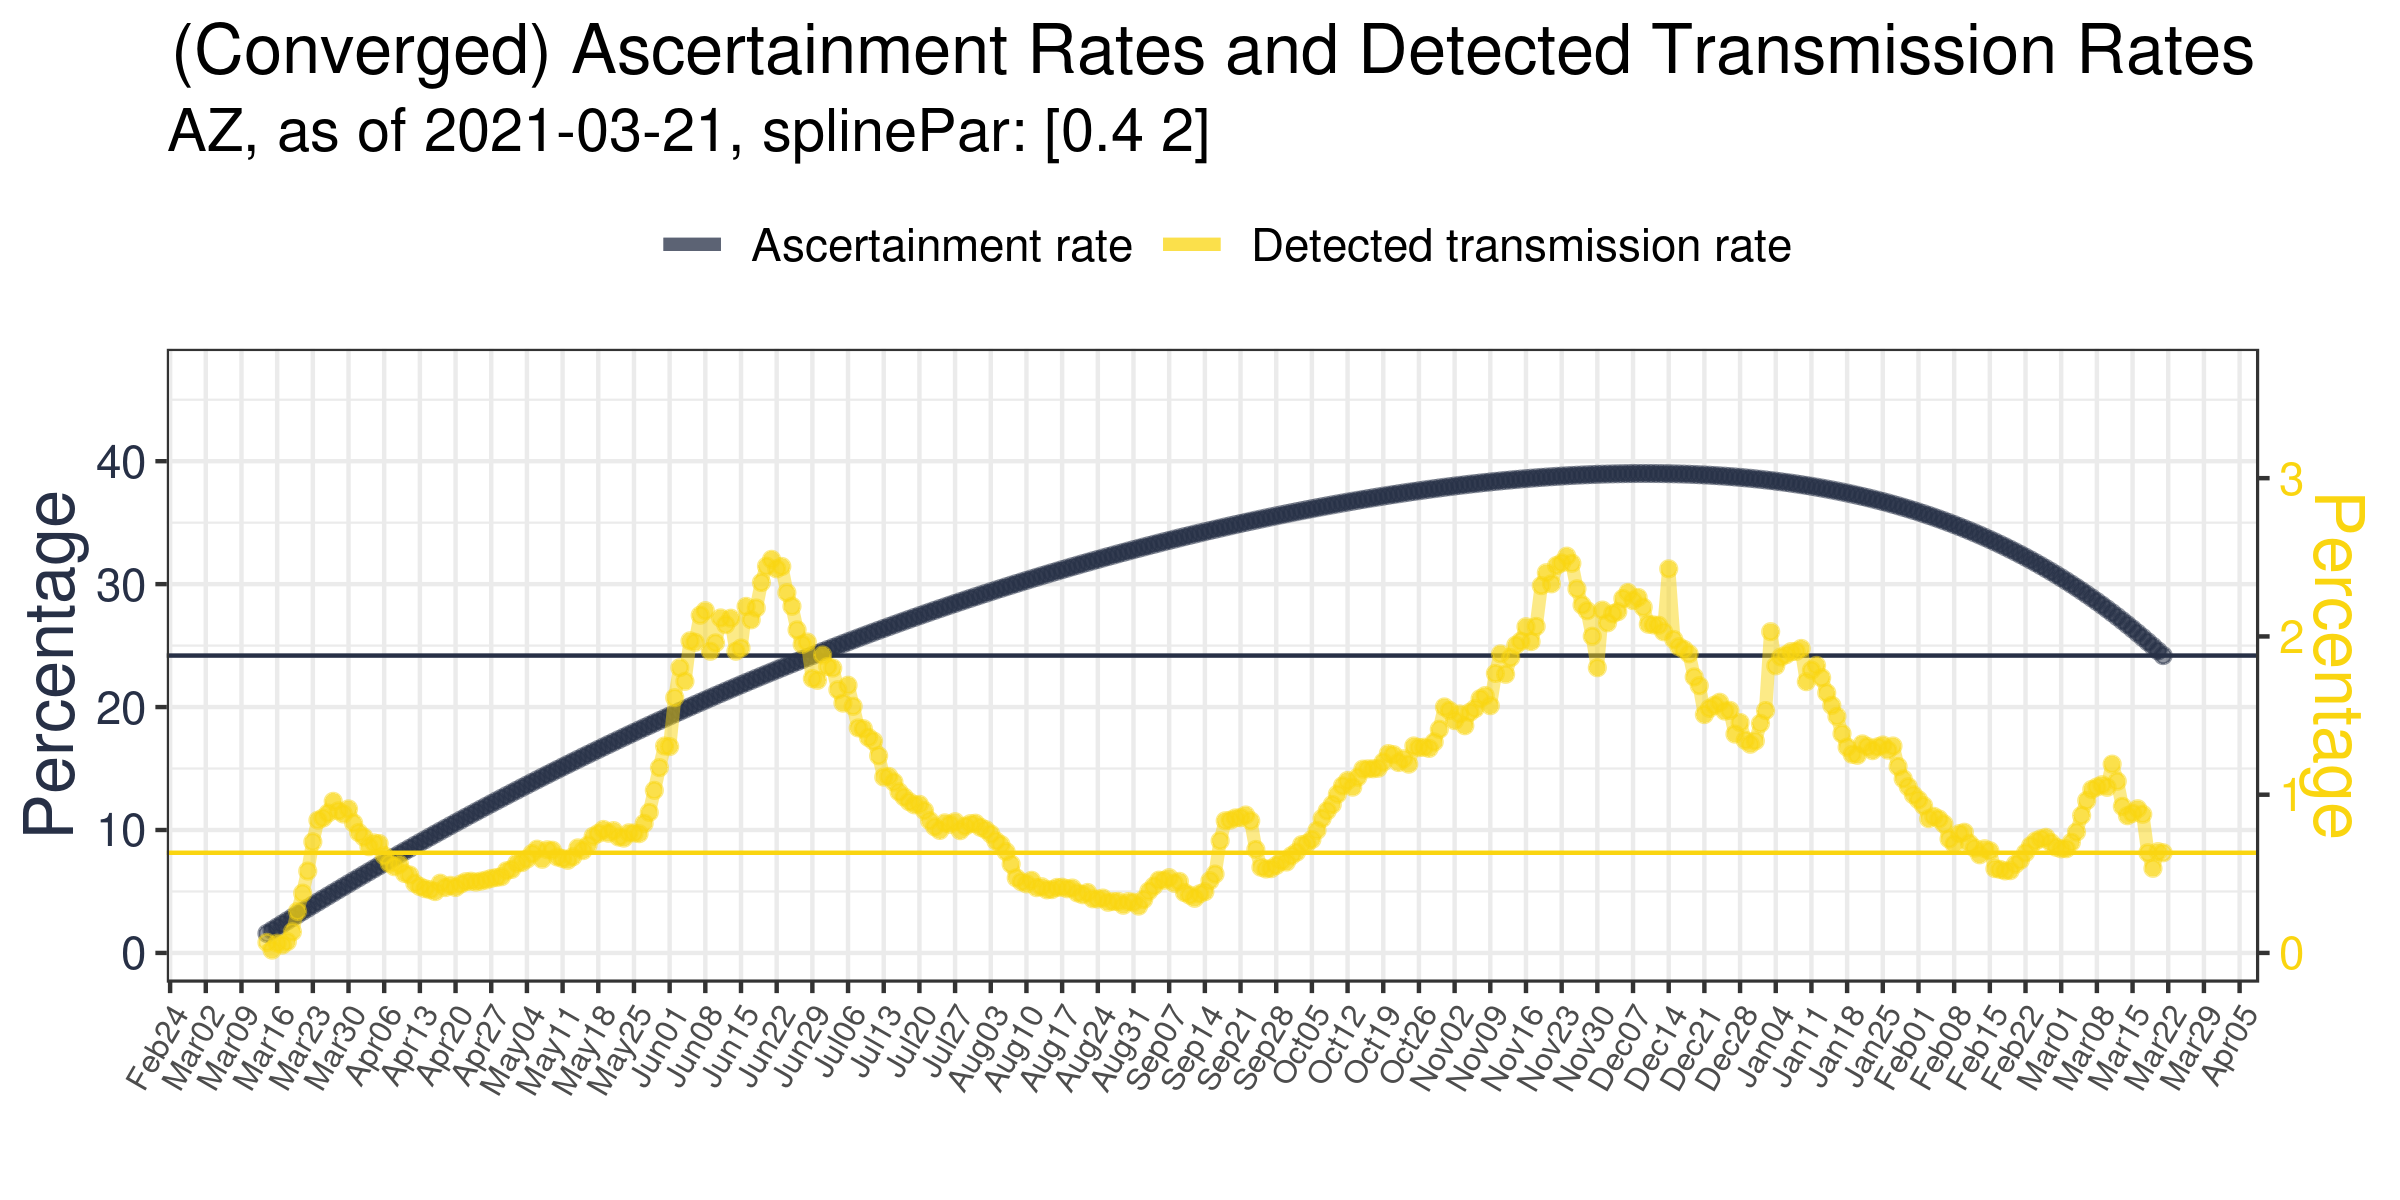 (Converged) Ascertainment Rates and Detected Transmission Rates
AZ, as of 2021-03-21, splinePar: [0.4 2]
Ascertainment rate Detected transmission rate
Percentage
40
30
20
10
0
3
2
1
0
Percentage
Feb24 Mar02 Mar09 Mar16 Mar23 Mar30 Apr06 Apr13 Apr20 Apr27 May04 May11 May18 May25 Jun01 Jun08 Jun15 Jun22 Jun29 Jul06 Jul13 Jul20 Jul27 Aug03 Aug10 Aug17 Aug24 Aug31 Sep07 Sep14 Sep21 Sep28 Oct05 Oct12 Oct19 Oct26 Nov02 Nov09 Nov16 Nov23 Nov30 Dec07 Dec14 Dec21 Dec28 Jan04 Jan11 Jan18 Jan25 Feb01 Feb08 Feb15 Feb22 Mar01 Mar08 Mar15 Mar22 Mar29 Apr05